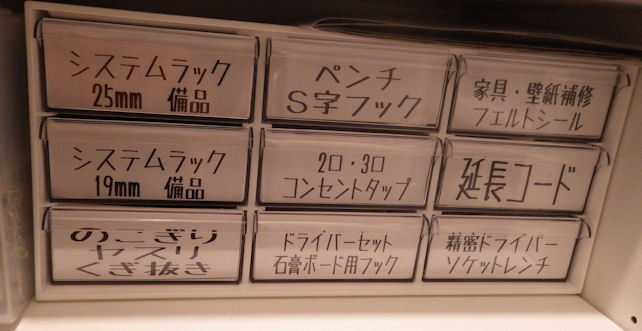 システムラック
25mm 備品
ペンチ
S字フック
家具・壁紙補修
フェルトシール
システムラック
19mm 備品
2口・3口
コンセントタップ
延長コード
のこぎり
ヤスリ
くぎ抜き
ドライバーセット
石膏ボード用フック
精密ドライバー
ソケットレンチ